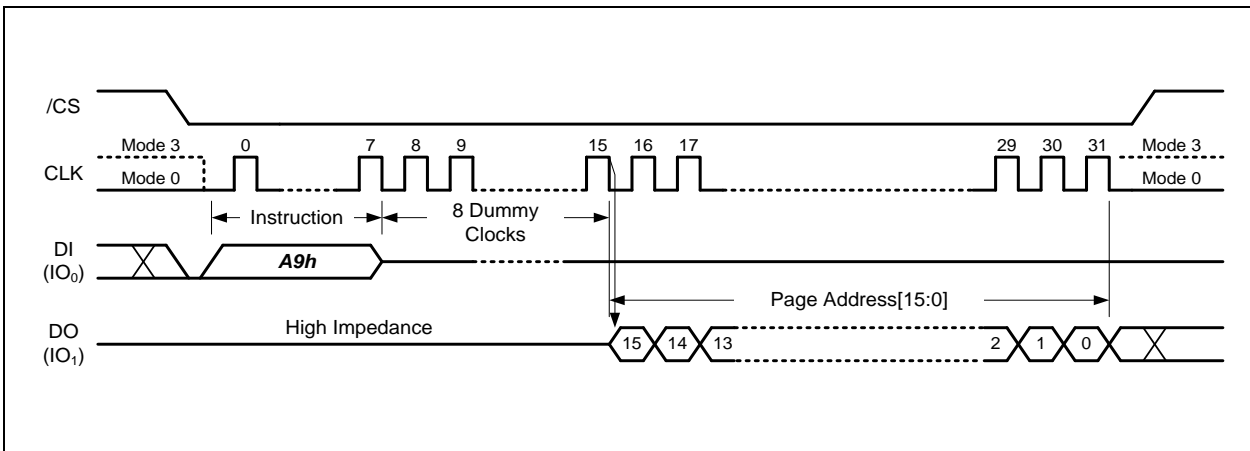 /CS
Mode 3 0 7 8 9 15 16 17 29 30 31 Mode 3
CLK
Mode 0 Mode 0
Instruction
8 Dummy
Clocks
DI
(IO0)
A9h
Page Address[15:0]
High Impedance
DO
(IO1)
15 14 13 2 1 0